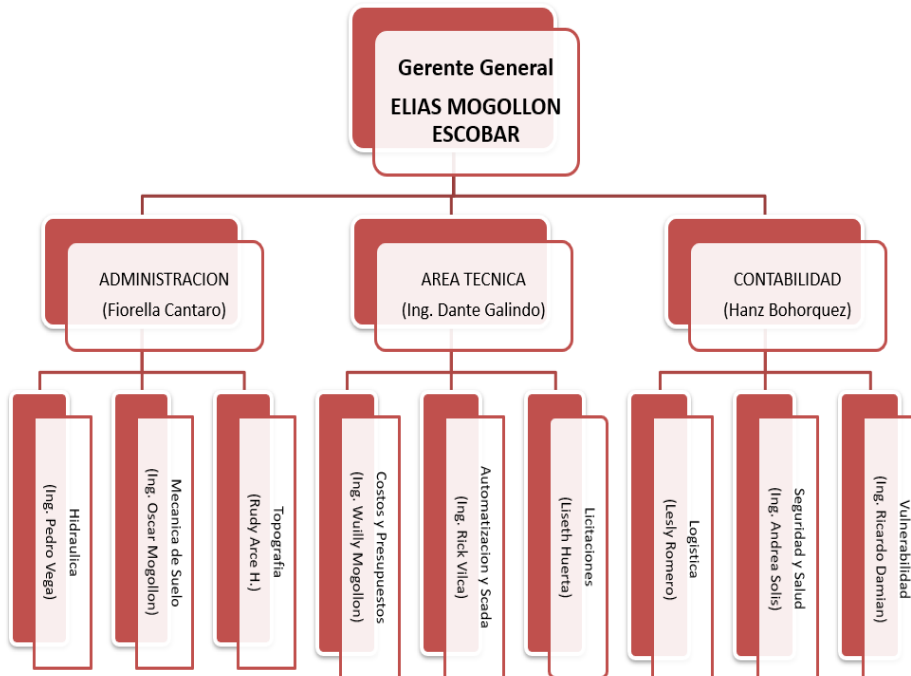 Gerente General
ELIAS MOGOLLON
ESCOBAR
ADMINISTRACION
(Fiorella Cantaro)
AREA TECNICA
(Ing. Dante Galindo)
CONTABILIDAD
(Hanz Bohorquez)
Hidraulica
(Ing. Pedro Vega)
Mecanica de Suelo
(Ing. Oscar Mogollon)
Topografia
(Rudy Arce H.)
Costos y Presupuestos
(Ing. Wuilly Mogollon)
Automatizacion y Scada
(Ing. Rick Vilca)
Licitaciones
(Liseth Huerta)
Logistica
(Lesly Romero)
Seguridad y Salud
(Ing. Andrea Solis)
Vulnerabilidad
(Ing. Ricardo Damian)